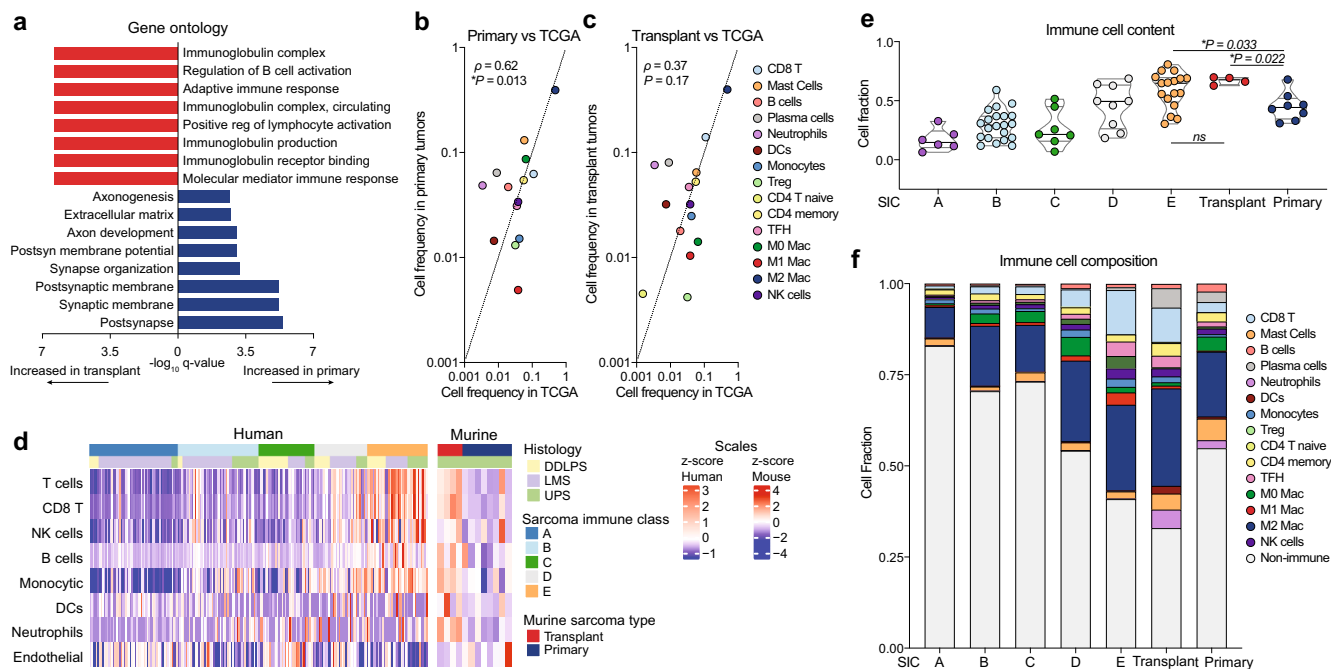 a
Gene ontology
Immunoglobulin complex
Regulation of B cell activation
Adaptive immune response
Immunoglobulin complex, circulating
Positive reg of lymphocyte activation
Immunoglobulin production
Immunoglobulin receptor binding
Molecular mediator immune response
Axonogenesis
Extracellular matrix
Axon development
Postsyn membrane potential
Synapse organization
Postsynaptic membrane
Synaptic membrane
Postsynapse
7 3.5 0 3.5 7
-log10 q-value
Increased in transplant
Increased in primary
b
Primary vs TCGA
ρ = 0.62
*P = 0.013
Cell frequency in primary tumors
1
0.1
0.01
0.001
0.001 0.01 0.1 1
Cell frequency in TCGA
c
Transplant vs TCGA
ρ = 0.37
P = 0.17
Cell frequency in transplant tumors
1
0.1
0.01
0.001
0.001 0.01 0.1 1
Cell frequency in TCGA
CD8 T
Mast Cells
B cells
Plasma cells
Neutrophils
DCs
Monocytes
Treg
CD4 T naive
CD4 memory
TFH
M0 Mac
M1 Mac
M2 Mac
NK cells
d
Human
Murine
T cells
CD8 T
NK cells
B cells
Monocytic
DCs
Neutrophils
Endothelial
Histology
DDLPS
LMS
UPS
Sarcoma immune class
A
B
C
D
E
Murine sarcoma type
Transplant
Primary
Scales
z-score
Human
3
2
1
0
−1
z-score
Mouse
4
2
0
−2
−4
e
Immune cell content
*P = 0.033
*P = 0.022
ns
Cell fraction
1.0
0.5
0.0
SIC A B C D E Transplant Primary
f
Immune cell composition
Cell Fraction
1.00
0.75
0.50
0.25
0.00
SIC A B C D E Transplant Primary
CD8 T
Mast Cells
B cells
Plasma cells
Neutrophils
DCs
Monocytes
Treg
CD4 T naive
CD4 memory
TFH
M0 Mac
M1 Mac
M2 Mac
NK cells
Non-immune